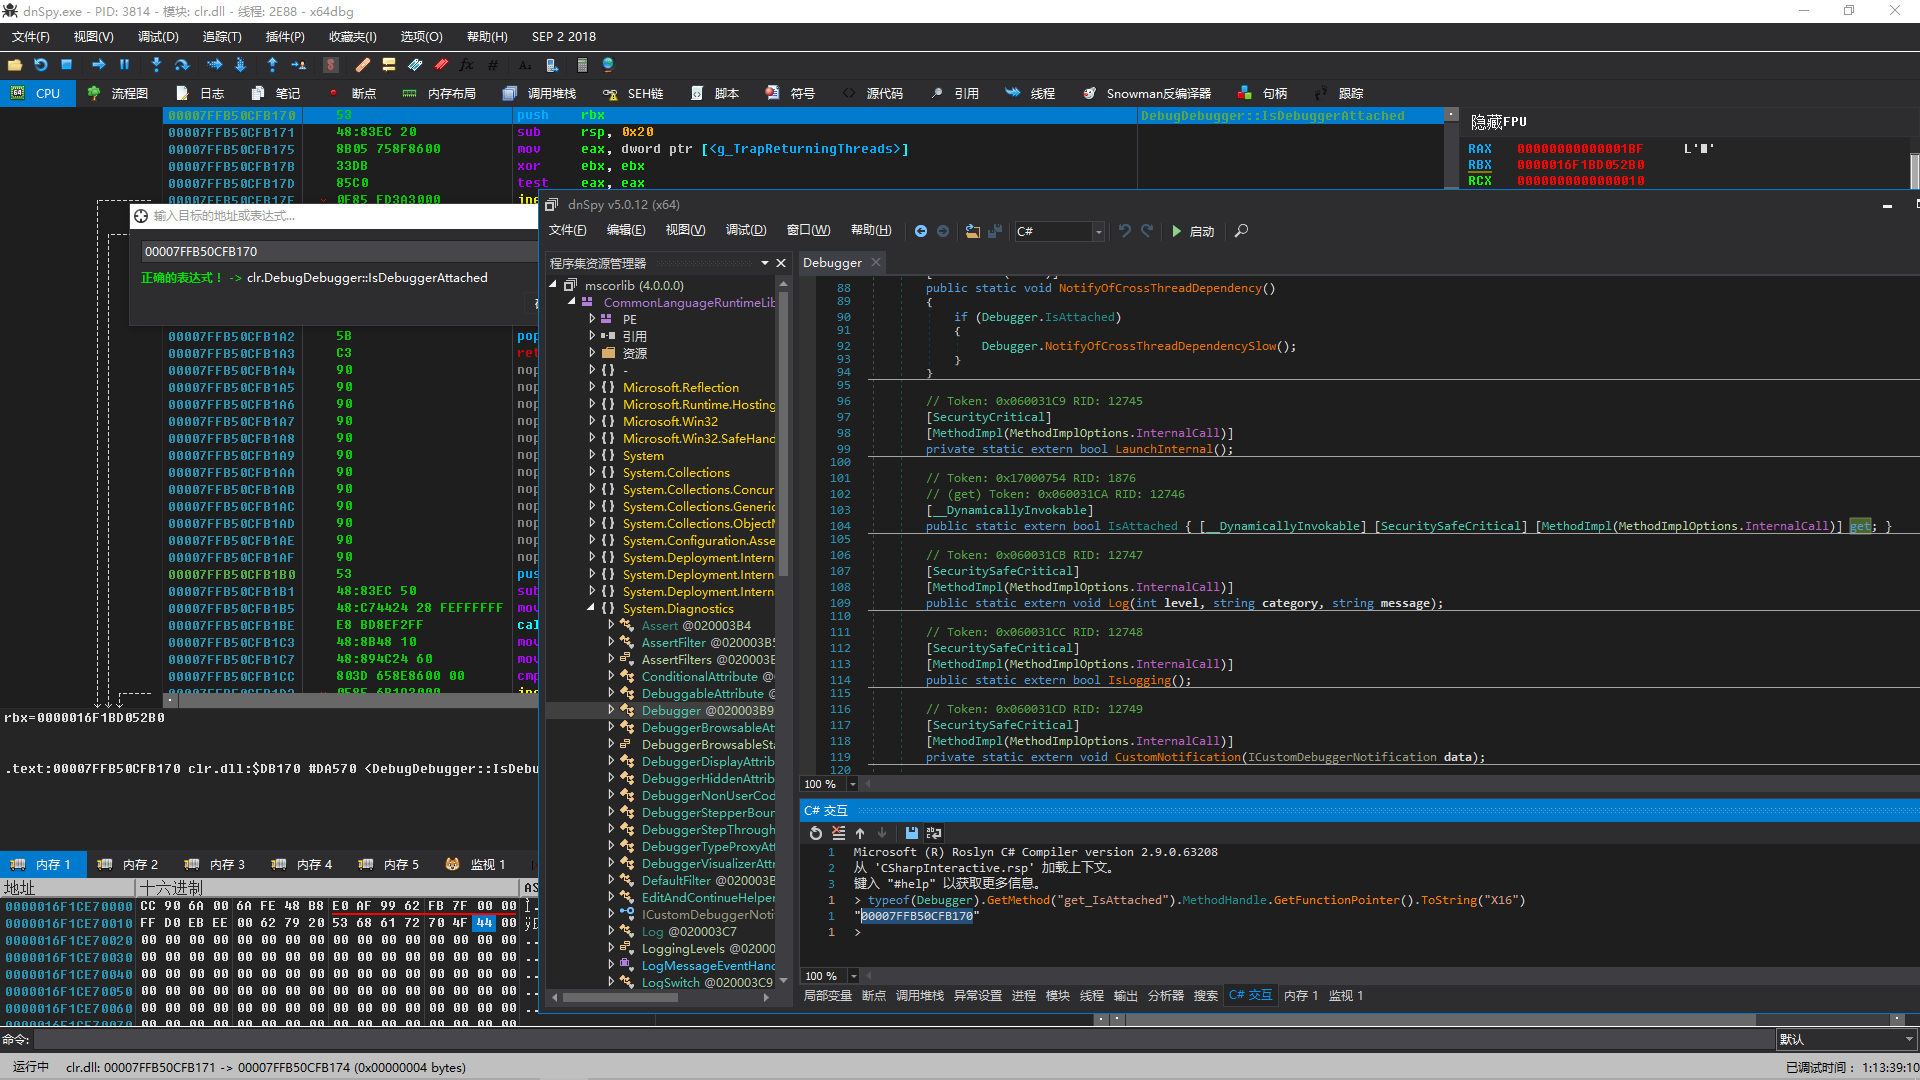 dnSpy.exe - PID: 3814 - 模块: clr.dll - 线程: 2E88 - x64dbg
文件(F) 视图(V) 调试(D) 追踪(T) 插件(P) 收藏夹(I) 选项(O) 帮助(H) SEP 2 2018
CPU 流程图 日志 笔记 断点 内存布局 调用堆栈 SEH链 脚本 符号 源代码 引用 线程 Snowman反编译器 句柄 跟踪
00007FFB50CFB170 53 push rbx DebugDebugger::IsDebuggerAttached
00007FFB50CFB171 48:83EC 20 sub rsp, 0x20
00007FFB50CFB175 8B05 758F8600 mov eax, dword ptr [<g_TrapReturningThreads>]
00007FFB50CFB17B 33DB xor ebx, ebx
00007FFB50CFB17D 85C0 test eax, eax
00007FFB50CFB17F 0F85 FD3A3000 jne
隐藏FPU
RAX 00000000000001BF L'
RBX 0000016F1BD052B0
RCX 0000000000000010
输入目标的地址或表达式...
00007FFB50CFB170
正确的表达式！ -> clr.DebugDebugger::IsDebuggerAttached
00007FFB50CFB1A2 5B pop
00007FFB50CFB1A3 C3 ret
00007FFB50CFB1A4 90 nop
00007FFB50CFB1A5 90 nop
00007FFB50CFB1A6 90 nop
00007FFB50CFB1A7 90 nop
00007FFB50CFB1A8 90 nop
00007FFB50CFB1A9 90 nop
00007FFB50CFB1AA 90 nop
00007FFB50CFB1AB 90 nop
00007FFB50CFB1AC 90 nop
00007FFB50CFB1AD 90 nop
00007FFB50CFB1AE 90 nop
00007FFB50CFB1AF 90 nop
00007FFB50CFB1B0 53 pus
00007FFB50CFB1B1 48:83EC 50 sub
00007FFB50CFB1B5 48:C74424 28 FEFFFFFF mov
00007FFB50CFB1BE E8 BD8EF2FF cal
00007FFB50CFB1C3 48:8B48 10 mov
00007FFB50CFB1C7 48:894C24 60 mov
00007FFB50CFB1CC 803D 658E8600 00 cmp
00007FFB50CFB1D3 0F85 6B193000 jne
rbx=0000016F1BD052B0
.text:00007FFB50CFB170 clr.dll:$DB170 #DA570 <DebugDebugger::IsDebu
内存 1 内存 2 内存 3 内存 4 内存 5 监视 1
地址 十六进制 AS
0000016F1CE70000 CC 90 6A 00 6A FE 48 B8 E0 AF 99 62 FB 7F 00 00
0000016F1CE70010 FF D0 EB EE 00 62 79 20 53 68 61 72 70 4F 44 00
0000016F1CE70020 00 00 00 00 00 00 00 00 00 00 00 00 00 00 00 00
0000016F1CE70030 00 00 00 00 00 00 00 00 00 00 00 00 00 00 00 00
0000016F1CE70040 00 00 00 00 00 00 00 00 00 00 00 00 00 00 00 00
0000016F1CE70050 00 00 00 00 00 00 00 00 00 00 00 00 00 00 00 00
0000016F1CE70060 00 00 00 00 00 00 00 00 00 00 00 00 00 00 00 00
0000016F1CE70070 00 00 00 00 00 00 00 00 00 00 00 00 00 00 00 00
命令: 默认
运行中 clr.dll: 00007FFB50CFB171 -> 00007FFB50CFB174 (0x00000004 bytes) 已调试时间： 1:13:39:10
dnSpy v5.0.12 (x64)
文件(F) 编辑(E) 视图(V) 调试(D) 窗口(W) 帮助(H) C# 启动
程序集资源管理器
mscorlib (4.0.0.0)
CommonLanguageRuntimeLib
PE
引用
资源
{ } -
{ } Microsoft.Reflection
{ } Microsoft.Runtime.Hosting
{ } Microsoft.Win32
{ } Microsoft.Win32.SafeHand
{ } System
{ } System.Collections
{ } System.Collections.Concur
{ } System.Collections.Generic
{ } System.Collections.ObjectM
{ } System.Configuration.Asse
{ } System.Deployment.Intern
{ } System.Deployment.Intern
{ } System.Deployment.Intern
{ } System.Diagnostics
Assert @020003B4
AssertFilter @020003B5
AssertFilters @020003B
ConditionalAttribute @
DebuggableAttribute @
Debugger @020003B9
DebuggerBrowsableAt
DebuggerBrowsableSta
DebuggerDisplayAttrib
DebuggerHiddenAttrib
DebuggerNonUserCod
DebuggerStepperBoun
DebuggerStepThrough
DebuggerTypeProxyAtt
DebuggerVisualizerAttr
DefaultFilter @020003B
EditAndContinueHelper
ICustomDebuggerNoti
Log @020003C7
LoggingLevels @02000
LogMessageEventHand
LogSwitch @020003C9
Debugger
88 public static void NotifyOfCrossThreadDependency()
89 {
90 if (Debugger.IsAttached)
91 {
92 Debugger.NotifyOfCrossThreadDependencySlow();
93 }
94 }
95
96 // Token: 0x060031C9 RID: 12745
97 [SecurityCritical]
98 [MethodImpl(MethodImplOptions.InternalCall)]
99 private static extern bool LaunchInternal();
100
101 // Token: 0x17000754 RID: 1876
102 // (get) Token: 0x060031CA RID: 12746
103 [__DynamicallyInvokable]
104 public static extern bool IsAttached { [__DynamicallyInvokable] [SecuritySafeCritical] [MethodImpl(MethodImplOptions.InternalCall)] get; }
105
106 // Token: 0x060031CB RID: 12747
107 [SecuritySafeCritical]
108 [MethodImpl(MethodImplOptions.InternalCall)]
109 public static extern void Log(int level, string category, string message);
110
111 // Token: 0x060031CC RID: 12748
112 [SecuritySafeCritical]
113 [MethodImpl(MethodImplOptions.InternalCall)]
114 public static extern bool IsLogging();
115
116 // Token: 0x060031CD RID: 12749
117 [SecuritySafeCritical]
118 [MethodImpl(MethodImplOptions.InternalCall)]
119 private static extern void CustomNotification(ICustomDebuggerNotification data);
120
100 %
C# 交互
1 Microsoft (R) Roslyn C# Compiler version 2.9.0.63208
2 从 'CSharpInteractive.rsp' 加载上下文。
3 键入 "#help" 以获取更多信息。
1 > typeof(Debugger).GetMethod("get_IsAttached").MethodHandle.GetFunctionPointer().ToString("X16")
1 "00007FFB50CFB170"
1 >
100 %
局部变量 断点 调用堆栈 异常设置 进程 模块 线程 输出 分析器 搜索 C# 交互 内存 1 监视 1